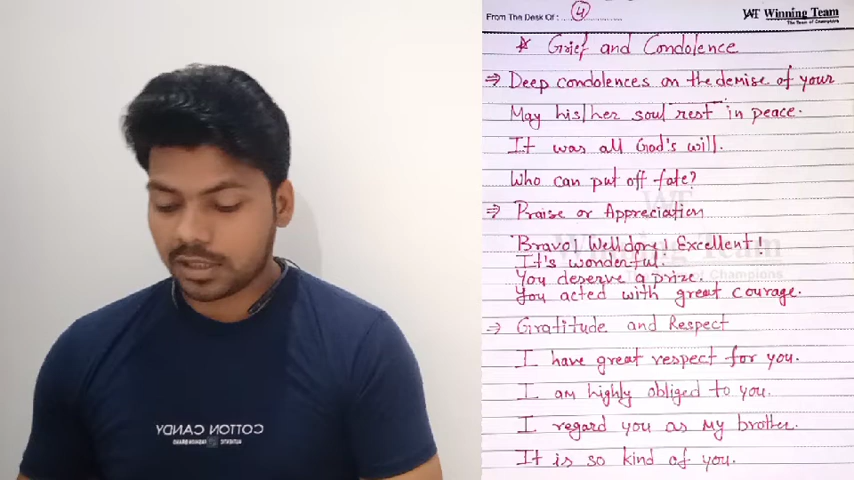 From The Desk Of : 4
WT Winning Team
The Team of Champions
☆ Grief and Condolence
⇒ Deep condolences on the demise of your
May his/her soul rest in peace.
It was all God's will.
Who can put off fate?
⇒ Praise or Appreciation
Bravo! Well done! Excellent!
It's wonderful.
You deserve a prize.
You acted with great courage.
⇒ Gratitude and Respect
I have great respect for you.
I am highly obliged to you.
I regard you as my brother.
It is so kind of you.
COTTON CANDY